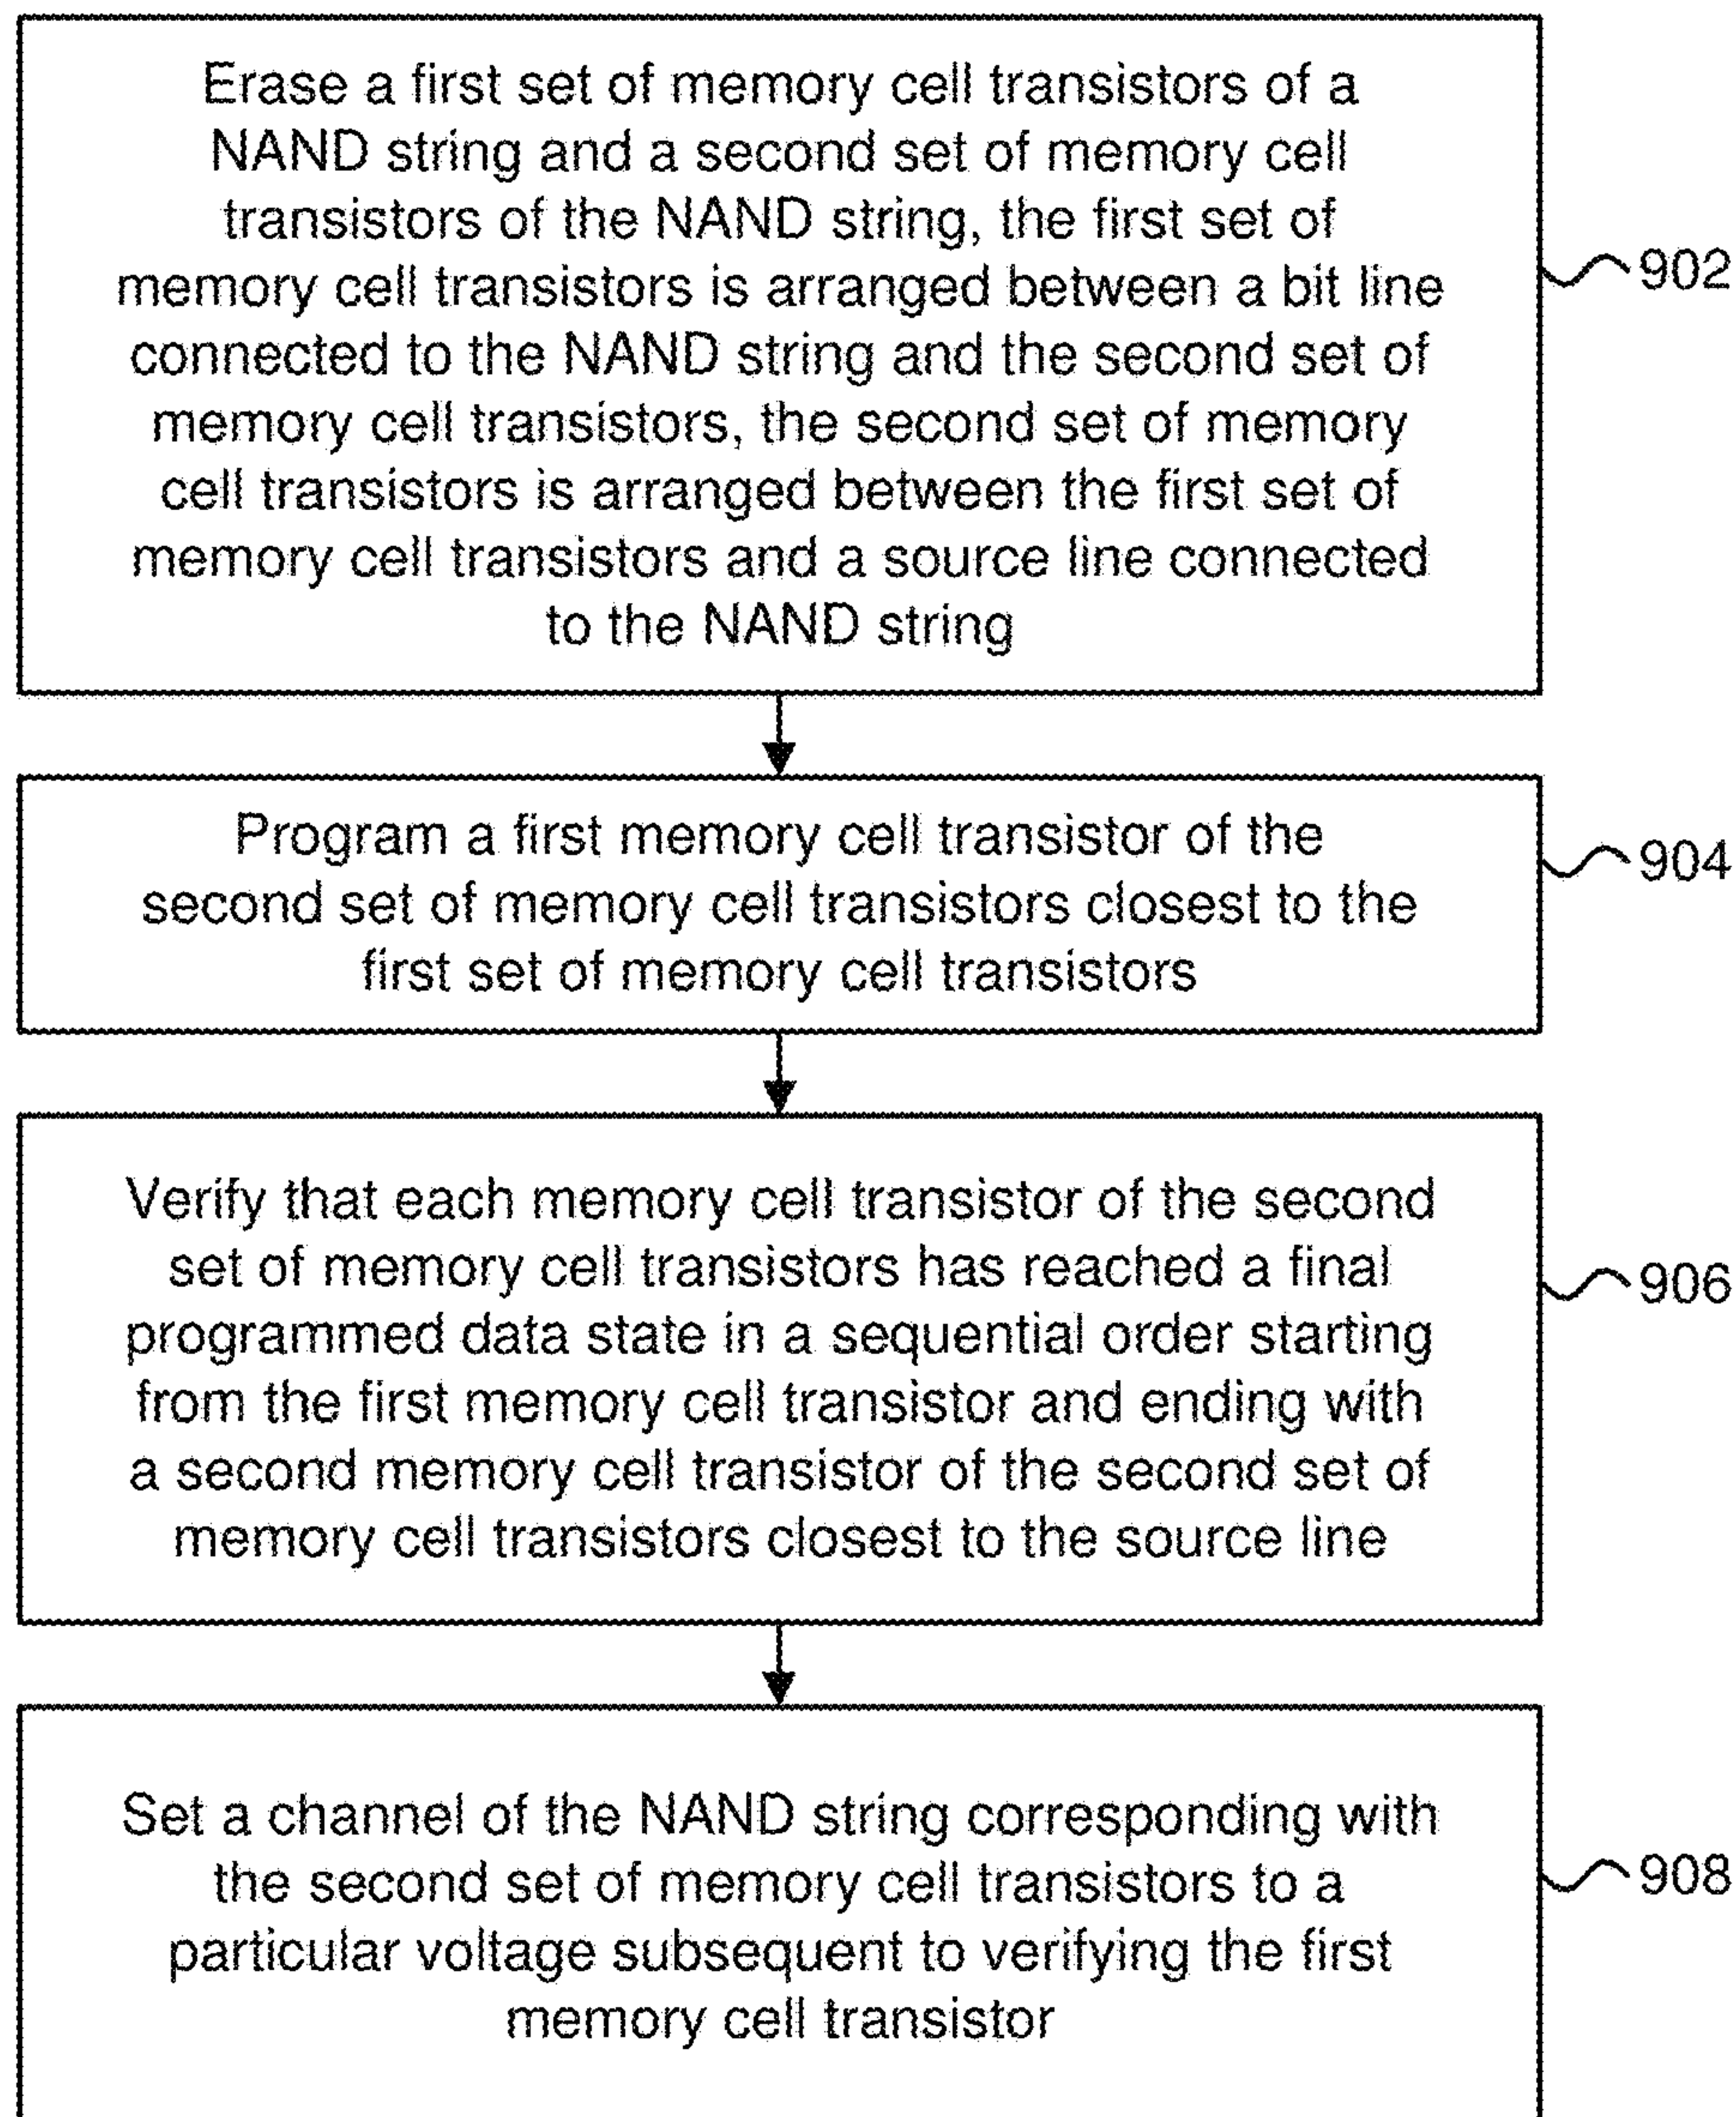 Erase a first set of memory cell transistors of a
NAND string and a second set of memory cell
transistors of the NAND string, the first set of
memory cell transistors is arranged between a bit line
connected to the NAND string and the second set of
memory cell transistors, the second set of memory
cell transistors is arranged between the first set of
memory cell transistors and a source line connected
to the NAND string
902
Program a first memory cell transistor of the
second set of memory cell transistors closest to the
first set of memory cell transistors
904
Verify that each memory cell transistor of the second
set of memory cell transistors has reached a final
programmed data state in a sequential order starting
from the first memory cell transistor and ending with
a second memory cell transistor of the second set of
memory cell transistors closest to the source line
906
Set a channel of the NAND string corresponding with
the second set of memory cell transistors to a
particular voltage subsequent to verifying the first
memory cell transistor
908